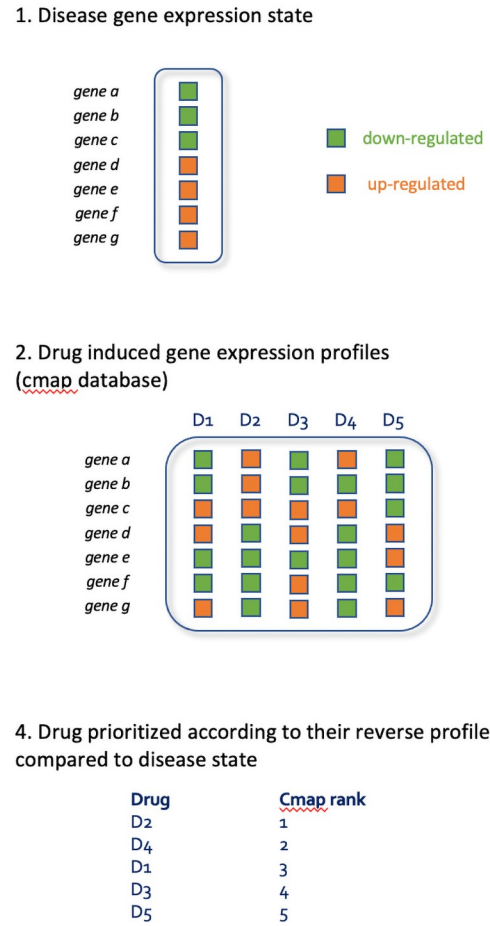 1. Disease gene expression state
gene a
gene b
gene c
gene d
gene e
gene f
gene g
down-regulated
up-regulated
2. Drug induced gene expression profiles
(cmap database)
D1 D2 D3 D4 D5
gene a
gene b
gene c
gene d
gene e
gene f
gene g
4. Drug prioritized according to their reverse profile
compared to disease state
Drug Cmap rank
D2 1
D4 2
D1 3
D3 4
D5 5